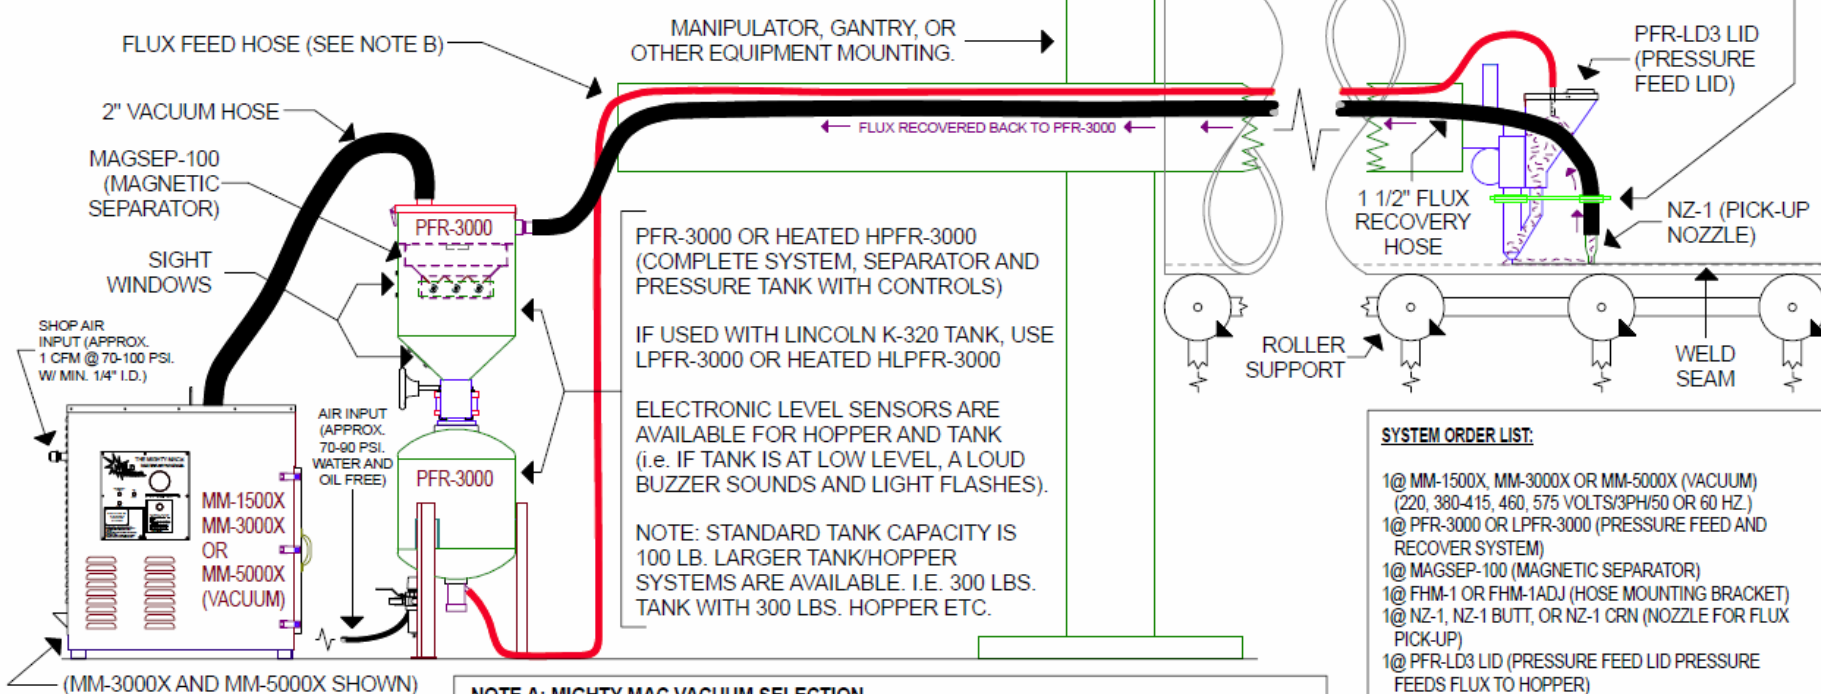 FLUX FEED HOSE (SEE NOTE B)
MANIPULATOR, GANTRY, OR
OTHER EQUIPMENT MOUNTING.
PFR-LD3 LID
(PRESSURE
FEED LID)
2" VACUUM HOSE
FLUX RECOVERED BACK TO PFR-3000
MAGSEP-100
(MAGNETIC
SEPARATOR)
PFR-3000
1 1/2" FLUX
RECOVERY
HOSE
NZ-1 (PICK-UP
NOZZLE)
SIGHT
WINDOWS
PFR-3000 OR HEATED HPFR-3000
(COMPLETE SYSTEM, SEPARATOR AND
PRESSURE TANK WITH CONTROLS)
IF USED WITH LINCOLN K-320 TANK, USE
LPFR-3000 OR HEATED HLPFR-3000
ELECTRONIC LEVEL SENSORS ARE
AVAILABLE FOR HOPPER AND TANK
(i.e. IF TANK IS AT LOW LEVEL, A LOUD
BUZZER SOUNDS AND LIGHT FLASHES).
NOTE: STANDARD TANK CAPACITY IS
100 LB. LARGER TANK/HOPPER
SYSTEMS ARE AVAILABLE. I.E. 300 LBS.
TANK WITH 300 LBS. HOPPER ETC.
SHOP AIR
INPUT (APPROX.
1 CFM @ 70-100 PSI.
W/ MIN. 1/4" I.D.)
ROLLER
SUPPORT
WELD
SEAM
AIR INPUT
(APPROX.
70-90 PSI.
WATER AND
OIL FREE)
PFR-3000
MM-1500X
MM-3000X
OR
MM-5000X
(VACUUM)
SYSTEM ORDER LIST:
1@ MM-1500X, MM-3000X OR MM-5000X (VACUUM)
(220, 380-415, 460, 575 VOLTS/3PH/50 OR 60 HZ.)
1@ PFR-3000 OR LPFR-3000 (PRESSURE FEED AND
RECOVER SYSTEM)
1@ MAGSEP-100 (MAGNETIC SEPARATOR)
1@ FHM-1 OR FHM-1ADJ (HOSE MOUNTING BRACKET)
1@ NZ-1, NZ-1 BUTT, OR NZ-1 CRN (NOZZLE FOR FLUX
PICK-UP)
1@ PFR-LD3 LID (PRESSURE FEED LID PRESSURE
FEEDS FLUX TO HOPPER)
(MM-3000X AND MM-5000X SHOWN)
NOTE A: MIGHTY MAC VACUUM SELECTION